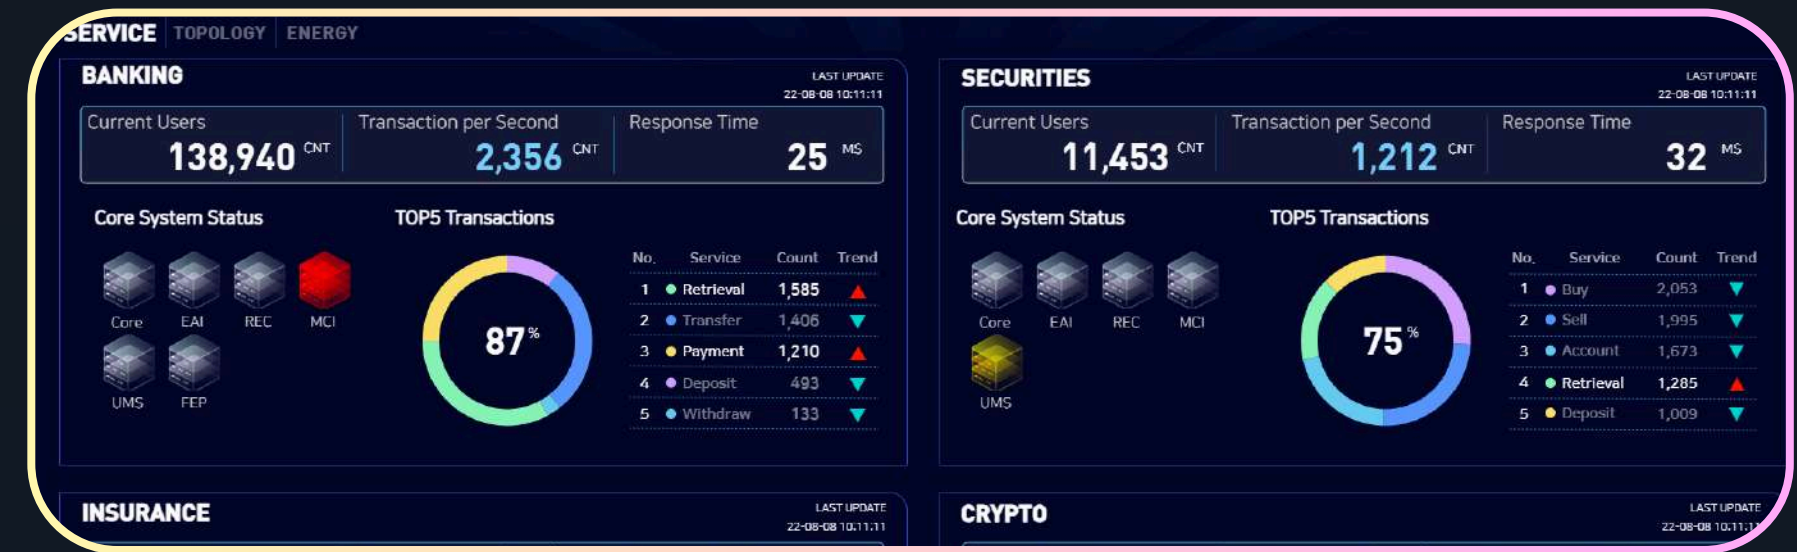 SERVICE TOPOLOGY ENERGY
BANKING
LAST UPDATE
22-08-08 10:11:11
Current Users
138,940 CNT
Transaction per Second
2,356 CNT
Response Time
25 MS
Core System Status
Core EAI REC MCI
UMS FEP
TOP5 Transactions
87%
No. Service Count Trend
1 Retrieval 1,585
2 Transfer 1,406
3 Payment 1,210
4 Deposit 493
5 Withdraw 133
SECURITIES
LAST UPDATE
22-08-08 10:11:11
Current Users
11,453 CNT
Transaction per Second
1,212 CNT
Response Time
32 MS
Core System Status
Core EAI REC MCI
UMS
TOP5 Transactions
75%
No. Service Count Trend
1 Buy 2,053
2 Sell 1,995
3 Account 1,673
4 Retrieval 1,285
5 Deposit 1,009
INSURANCE
LAST UPDATE
22-08-08 10:11:11
CRYPTO
LAST UPDATE
22-08-08 10:11:11